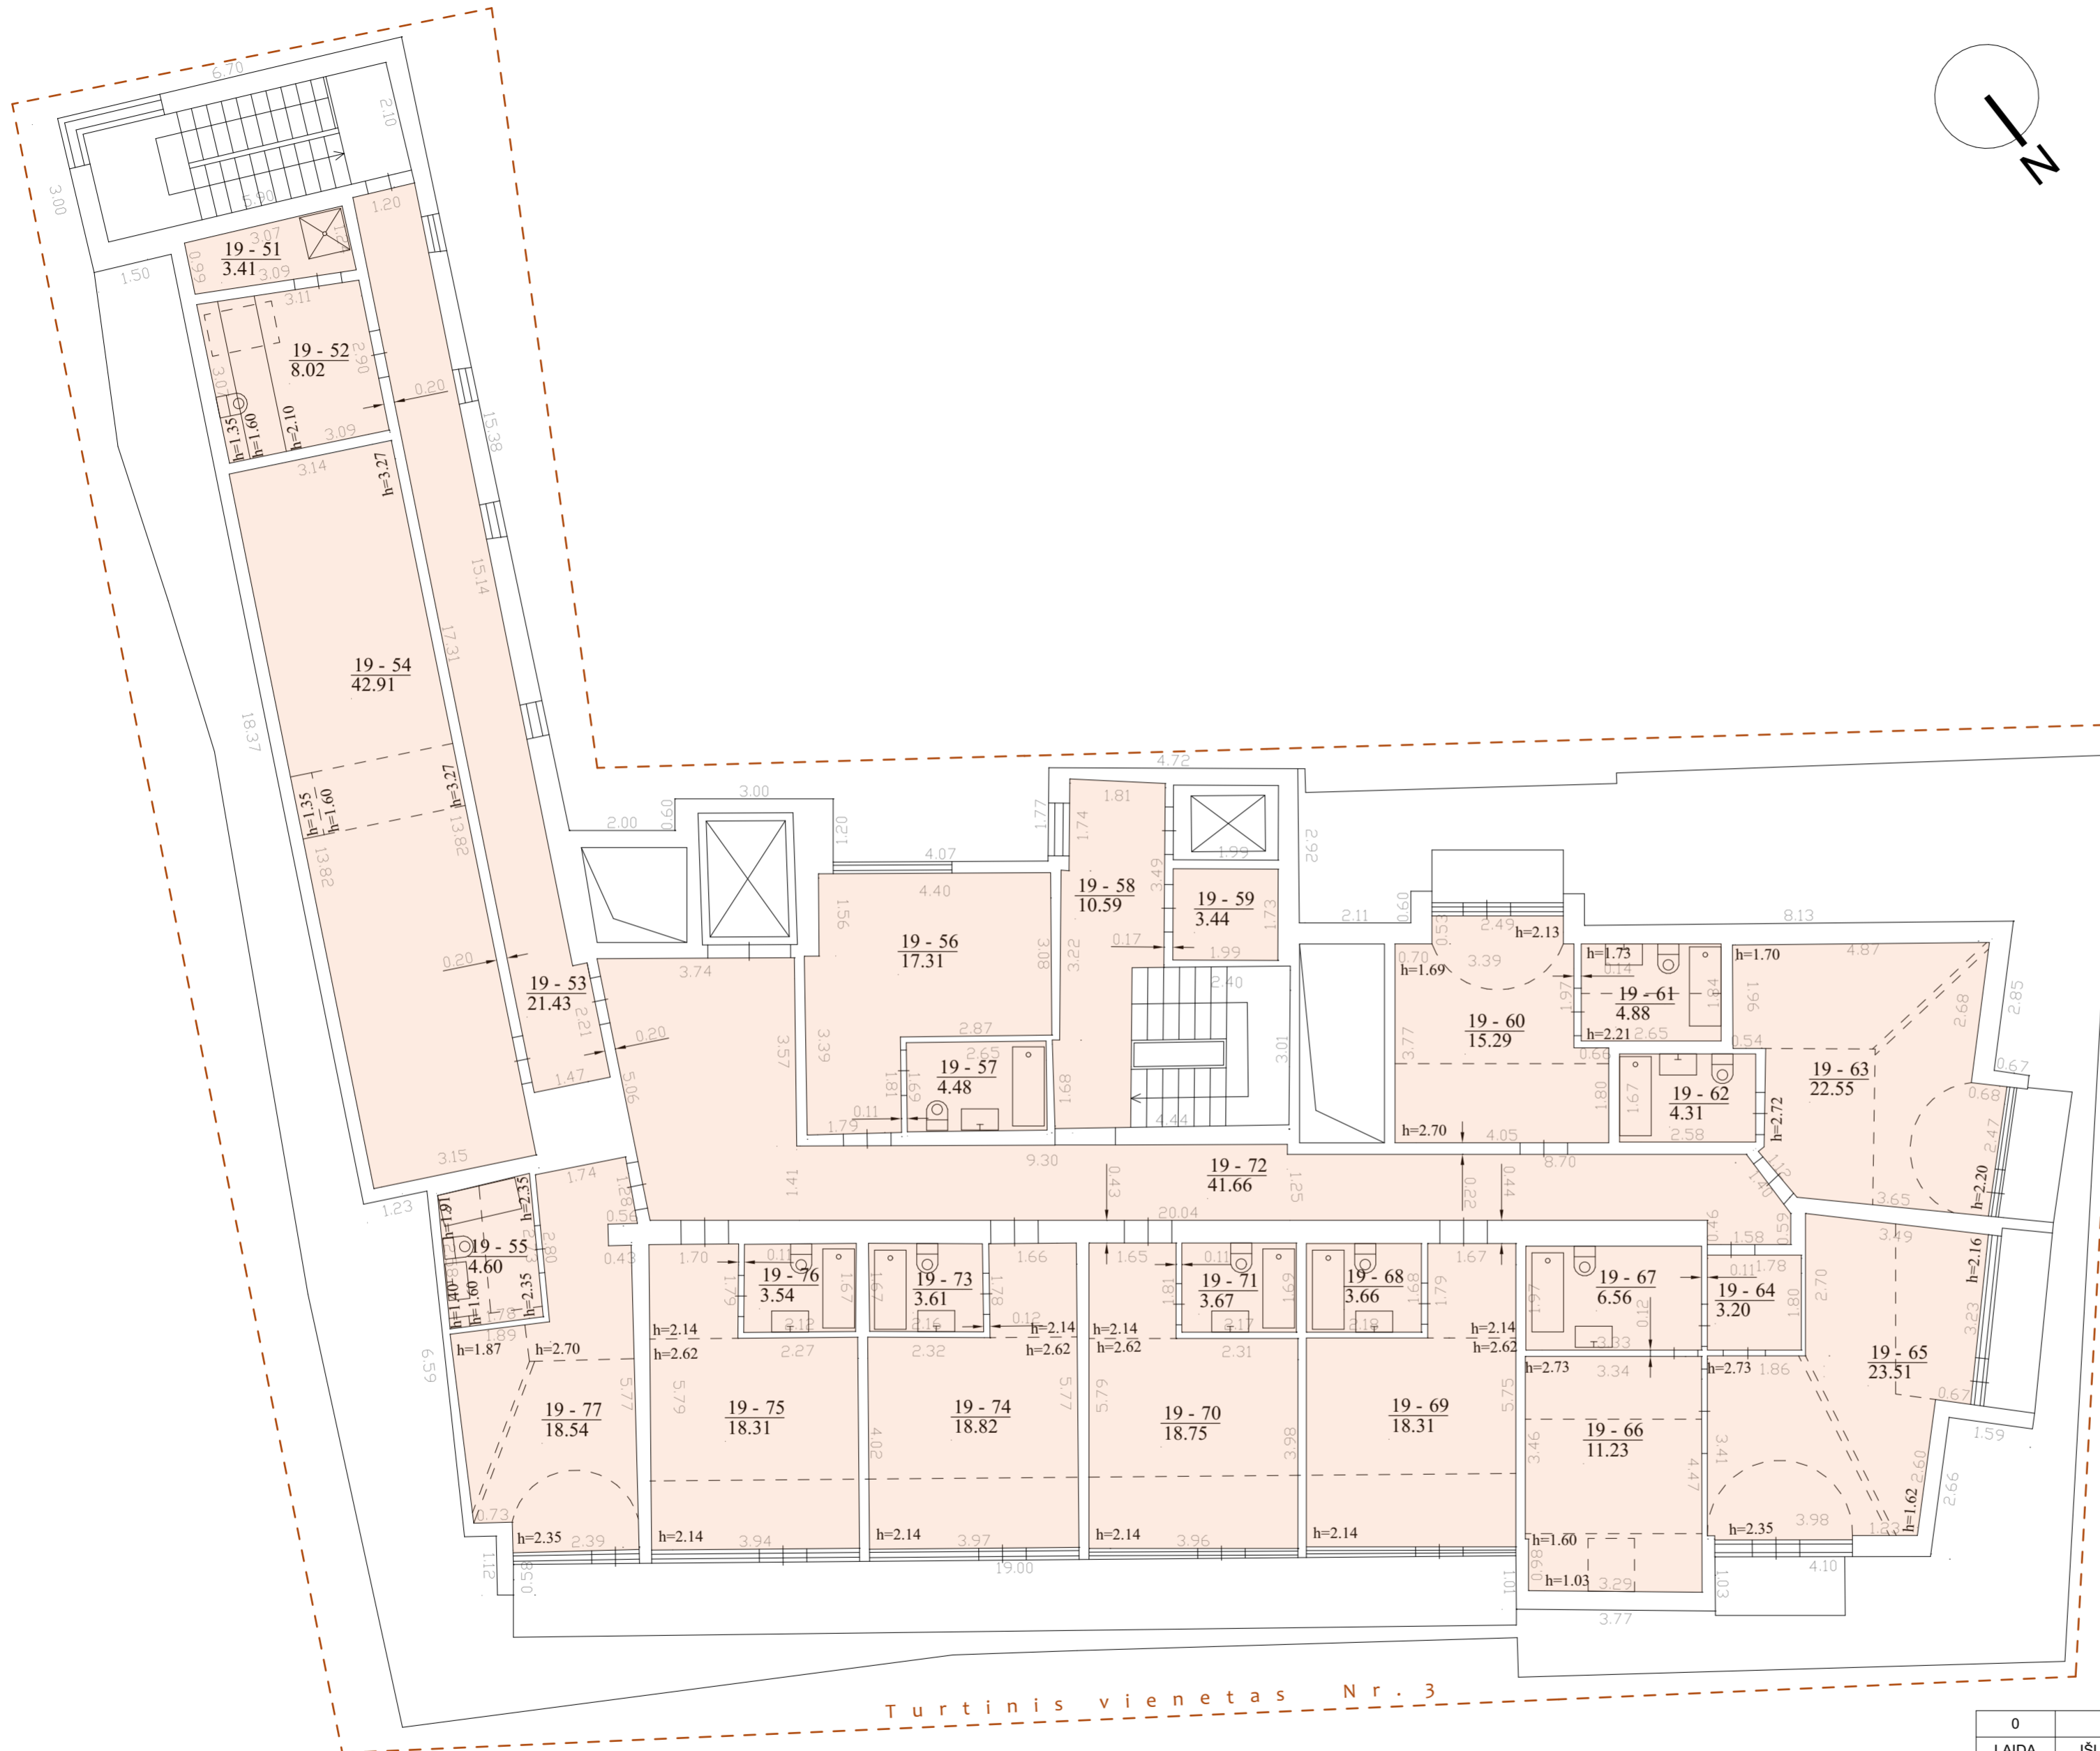 6.70
2.10
3.00
5.90
1.20
3.07
19 - 51
3.41
0.99
3.09
1.50
3.11
19 - 52
8.02
2.90
3.07
0.20
h=1.35
h=1.60
h=2.10
3.09
15.38
3.14
h=3.27
15.14
17.31
19 - 54
42.91
18.37
h=1.35
h=1.60
h=3.27
13.82
13.82
0.20
19 - 53
21.43
2.21
0.20
1.47
5.06
3.15
1.23
2.00
0.60
3.00
1.20
4.07
4.72
1.77
1.74
1.81
1.99
2.92
3.74
1.56
4.40
19 - 56
17.31
3.08
3.22
3.49
19 - 58
10.59
0.17
19 - 59
3.44
1.73
1.99
2.40
3.57
3.39
2.87
2.65
19 - 57
4.48
1.81
1.69
0.11
1.79
1.68
3.01
4.44
2.11
0.60
0.53
2.49
h=2.13
0.70
h=1.69
3.39
19 - 60
15.29
3.77
1.97
h=2.70
4.05
1.80
0.66
8.13
h=1.73
0.14
19 - 61
4.88
1.84
h=2.21
2.65
h=1.70
4.87
1.96
0.54
2.68
2.85
0.67
0.68
19 - 63
22.55
2.47
h=2.20
19 - 62
4.31
1.67
2.58
h=2.72
1.12
1.40
3.65
1.41
9.30
0.43
19 - 72
41.66
1.25
20.04
0.22
0.44
8.70
0.46
1.58
0.59
1.74
1.28
0.56
0.43
h=1.91
h=2.35
19 - 55
4.60
2.80
h=1.40
h=1.60
h=2.35
1.78
1.89
h=1.87
h=2.70
6.59
5.77
19 - 77
18.54
0.73
h=2.35
2.39
1.12
0.58
1.70
0.11
19 - 76
3.54
1.79
1.67
2.12
h=2.14
h=2.62
2.27
5.79
19 - 75
18.31
h=2.14
3.94
1.67
19 - 73
3.61
1.78
1.66
2.16
0.12
h=2.14
h=2.62
2.32
19 - 74
18.82
4.02
5.77
h=2.14
3.97
1.65
0.11
19 - 71
3.67
1.81
1.69
2.17
h=2.14
h=2.62
2.31
5.79
19 - 70
18.75
3.98
h=2.14
3.96
19 - 68
3.66
1.68
1.79
1.67
2.18
h=2.14
h=2.62
5.75
19 - 69
18.31
h=2.14
19.00
1.01
1.97
19 - 67
6.56
0.12
3.33
0.11
1.78
19 - 64
3.20
1.80
h=2.73
3.34
h=2.73
1.86
3.46
19 - 66
11.23
4.47
3.41
h=1.60
0.98
h=1.03
3.29
3.77
1.03
3.49
2.70
h=2.16
3.23
19 - 65
23.51
0.67
1.59
2.60
h=1.62
2.66
h=2.35
3.98
1.23
4.10
N
Turtinis vienetas Nr. 3
0
LAIDA